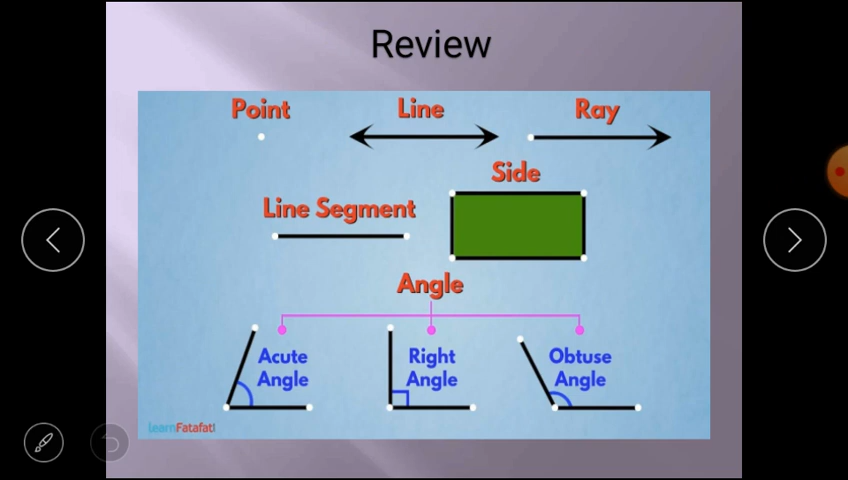 Review
Point
Line
Ray
Side
Line Segment
Angle
Acute
Angle
Right
Angle
Obtuse
Angle
learnFatafat!